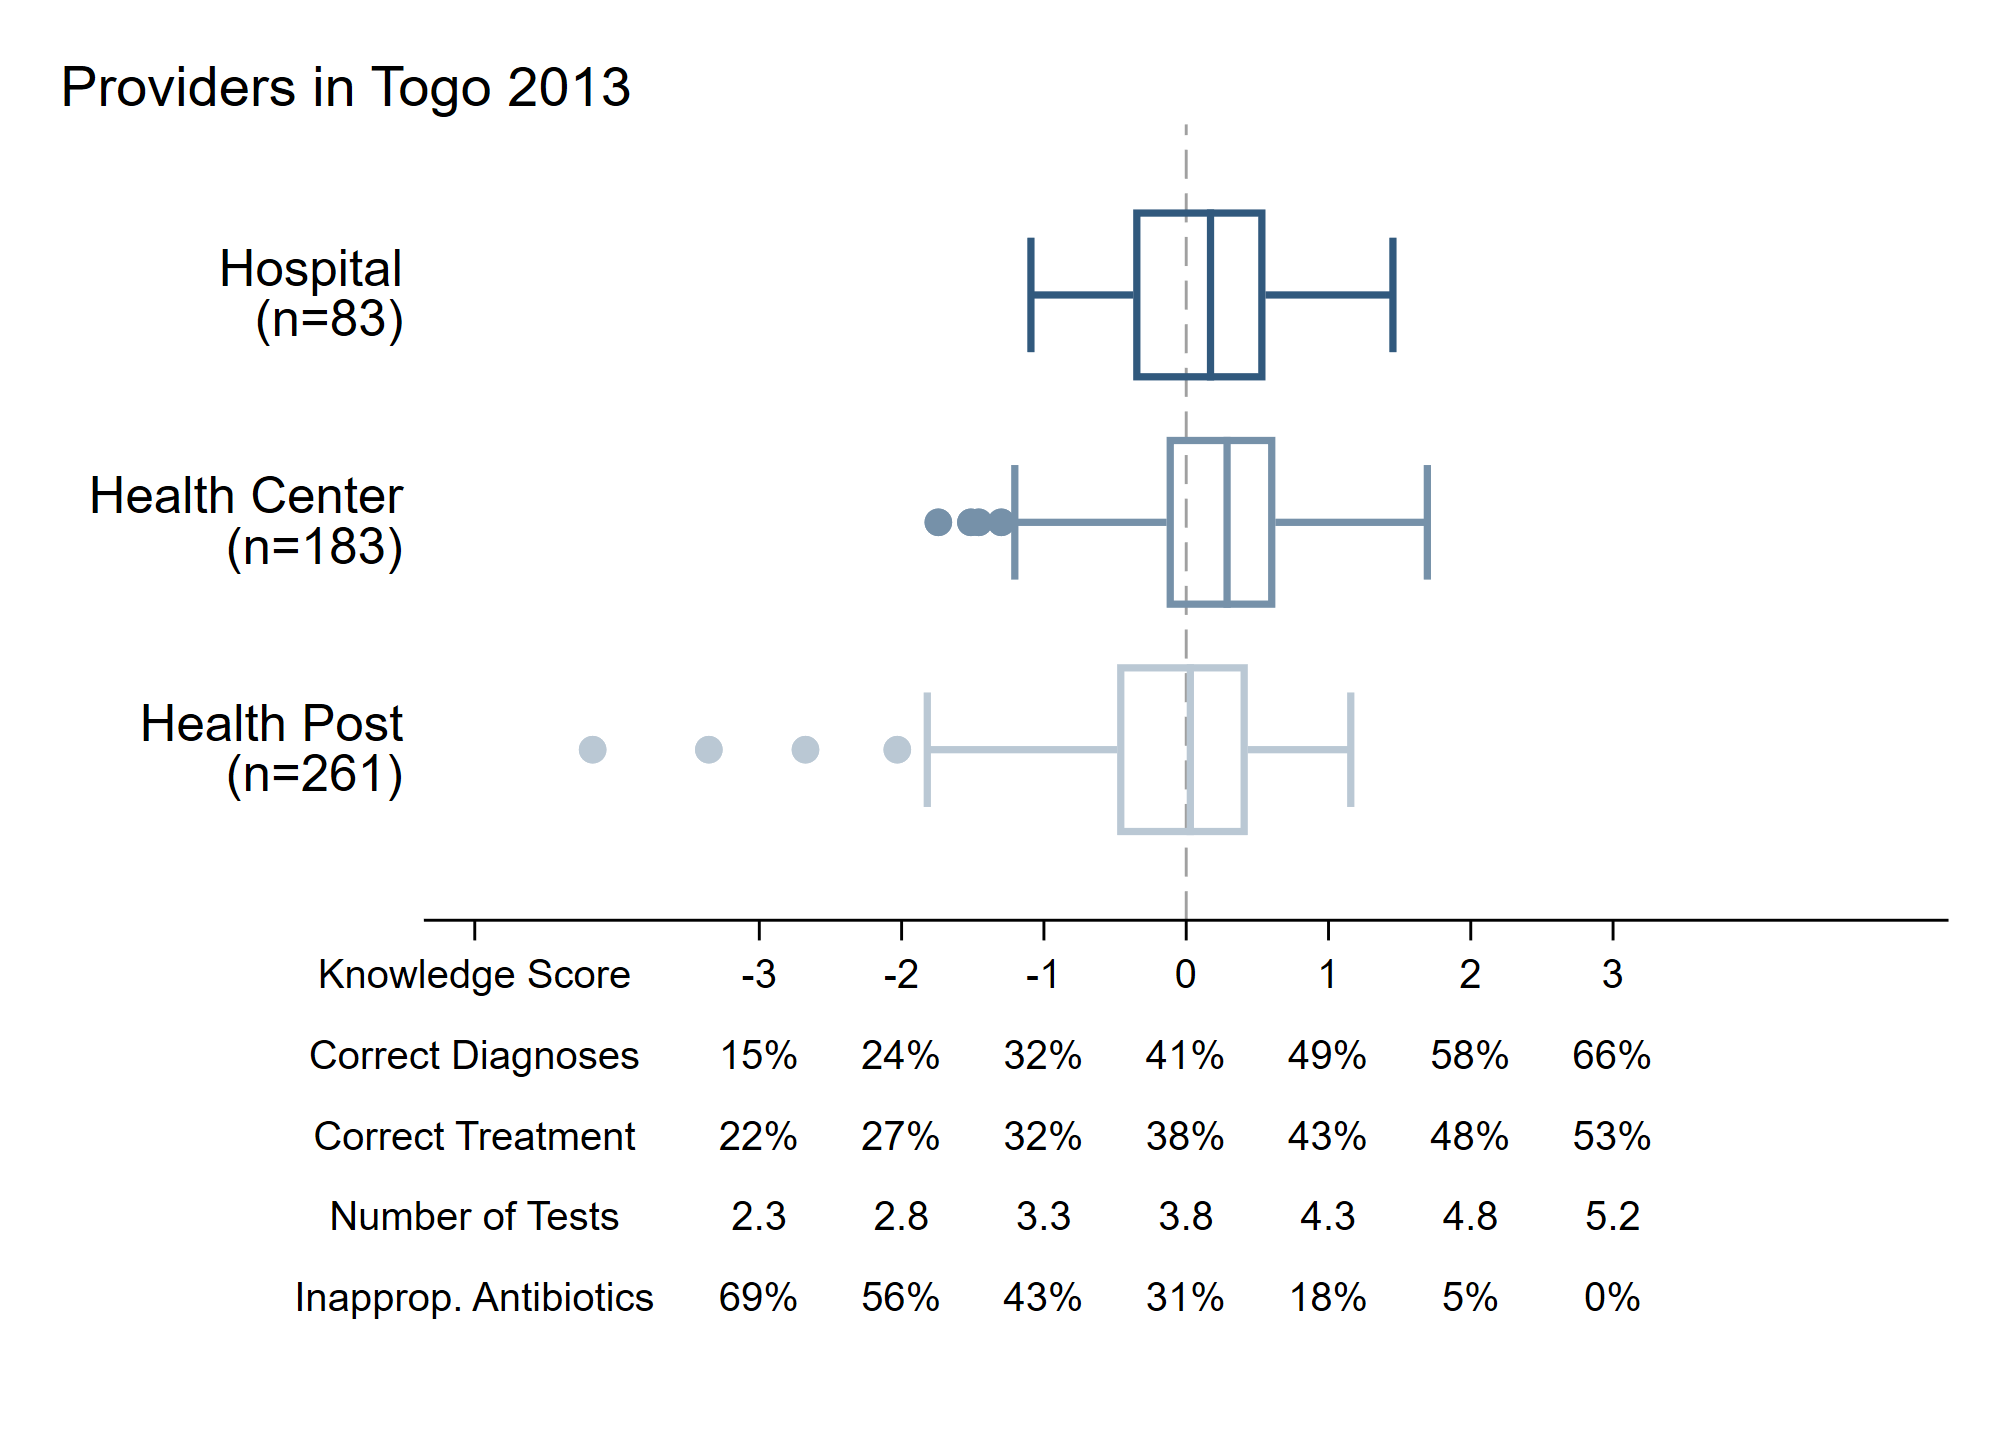 Providers in Togo 2013
Hospital
(n=83)
Health Center
(n=183)
Health Post
(n=261)
Knowledge Score -3 -2 -1 0 1 2 3
Correct Diagnoses 15% 24% 32% 41% 49% 58% 66%
Correct Treatment 22% 27% 32% 38% 43% 48% 53%
Number of Tests 2.3 2.8 3.3 3.8 4.3 4.8 5.2
Inapprop. Antibiotics 69% 56% 43% 31% 18% 5% 0%